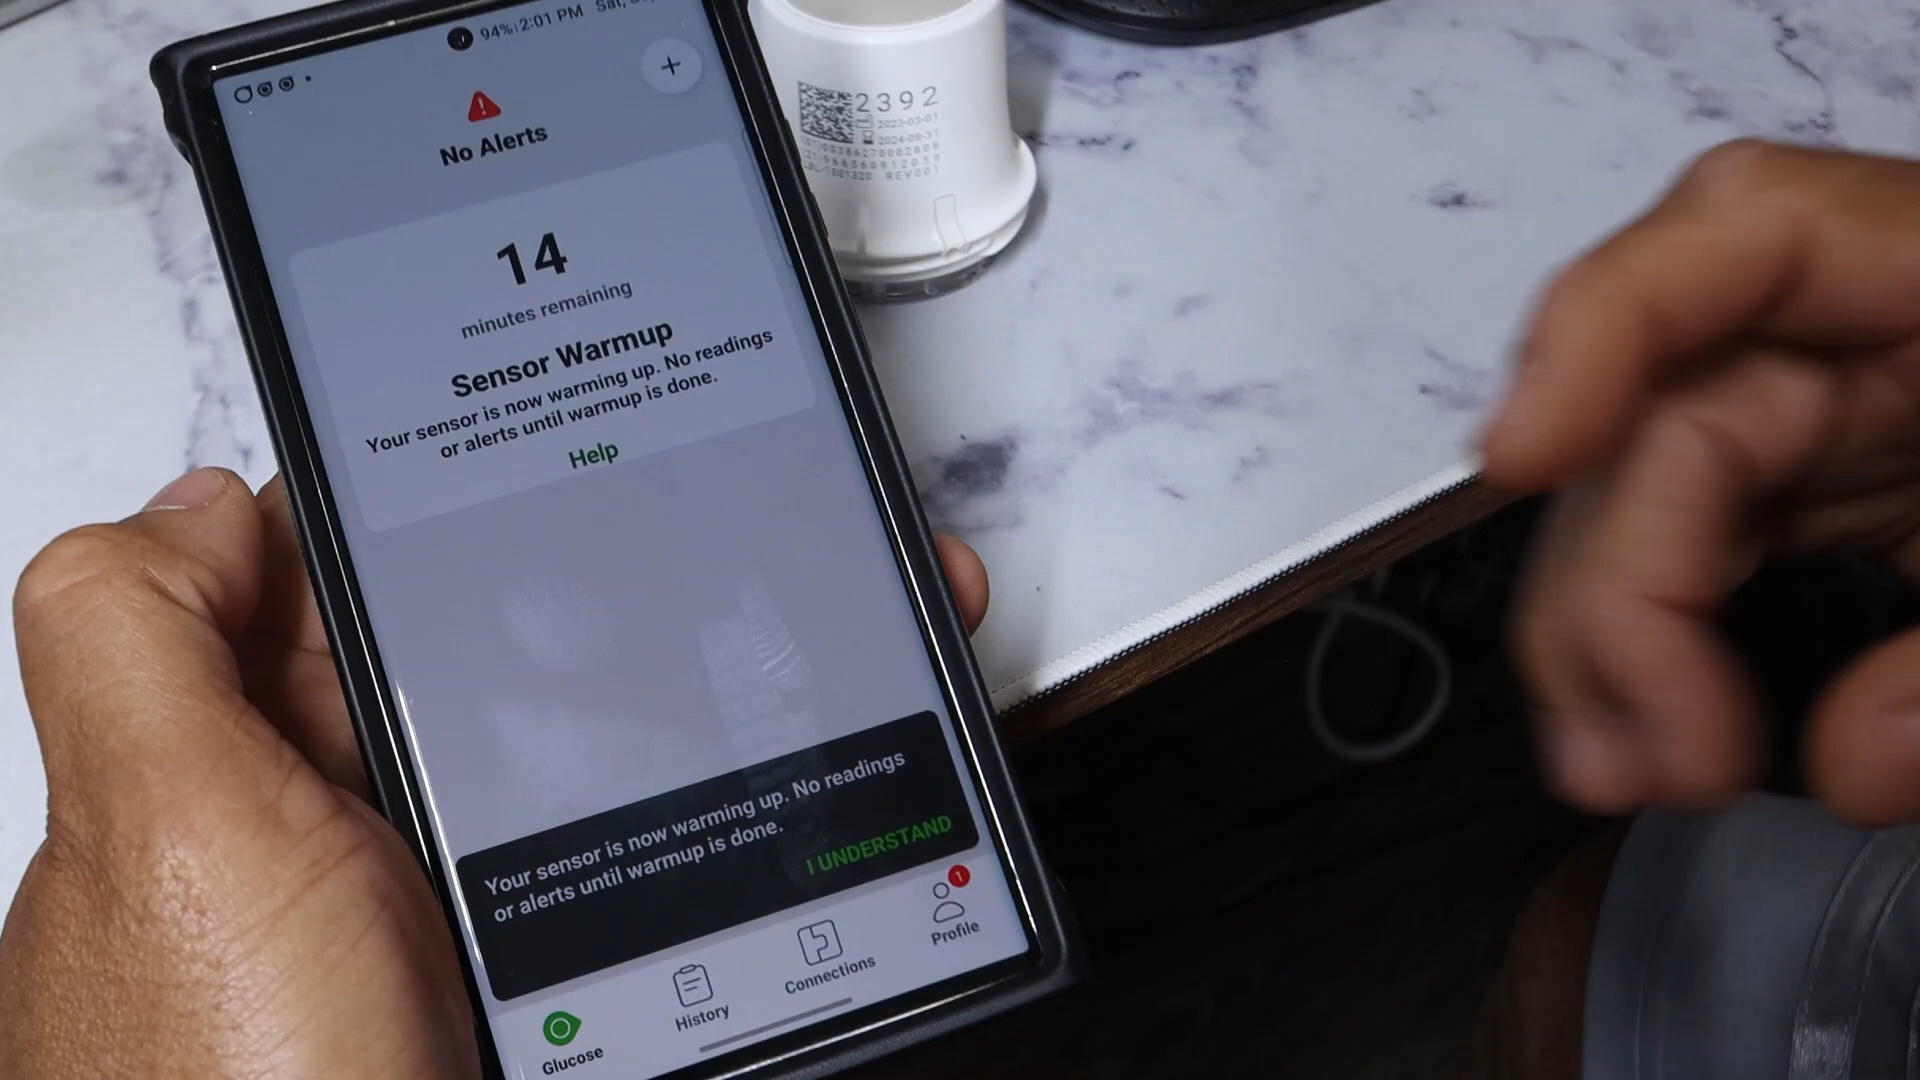 94% 2:01 PM Sat,
No Alerts
14
minutes remaining
Sensor Warmup
Your sensor is now warming up. No readings
or alerts until warmup is done.
Help
Your sensor is now warming up. No readings
or alerts until warmup is done.
I UNDERSTAND
Glucose
History
Connections
1
Profile
2392
2023-03-01
2024-08-31
REV001